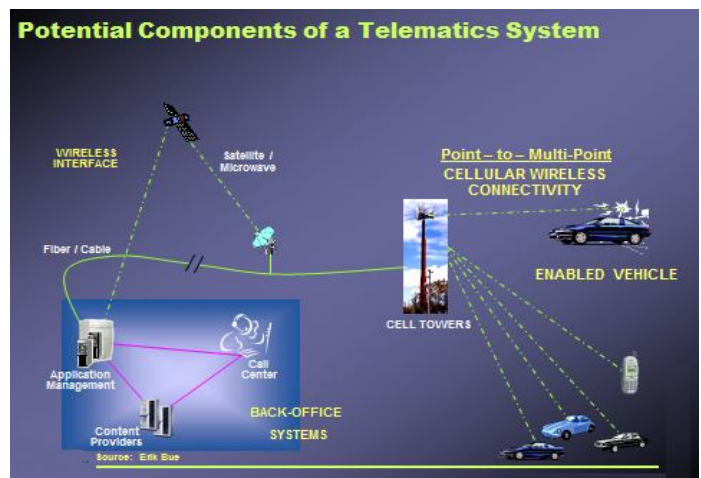 Potential Components of a Telematics System
WIRELESS
INTERFACE
Satellite /
Microwave
Point – to – Multi-Point
CELLULAR WIRELESS
CONNECTIVITY
Fiber / Cable
ENABLED VEHICLE
CELL TOWERS
Application
Management
Call
Center
Content
Providers
BACK-OFFICE
SYSTEMS
Source: Erik Bue